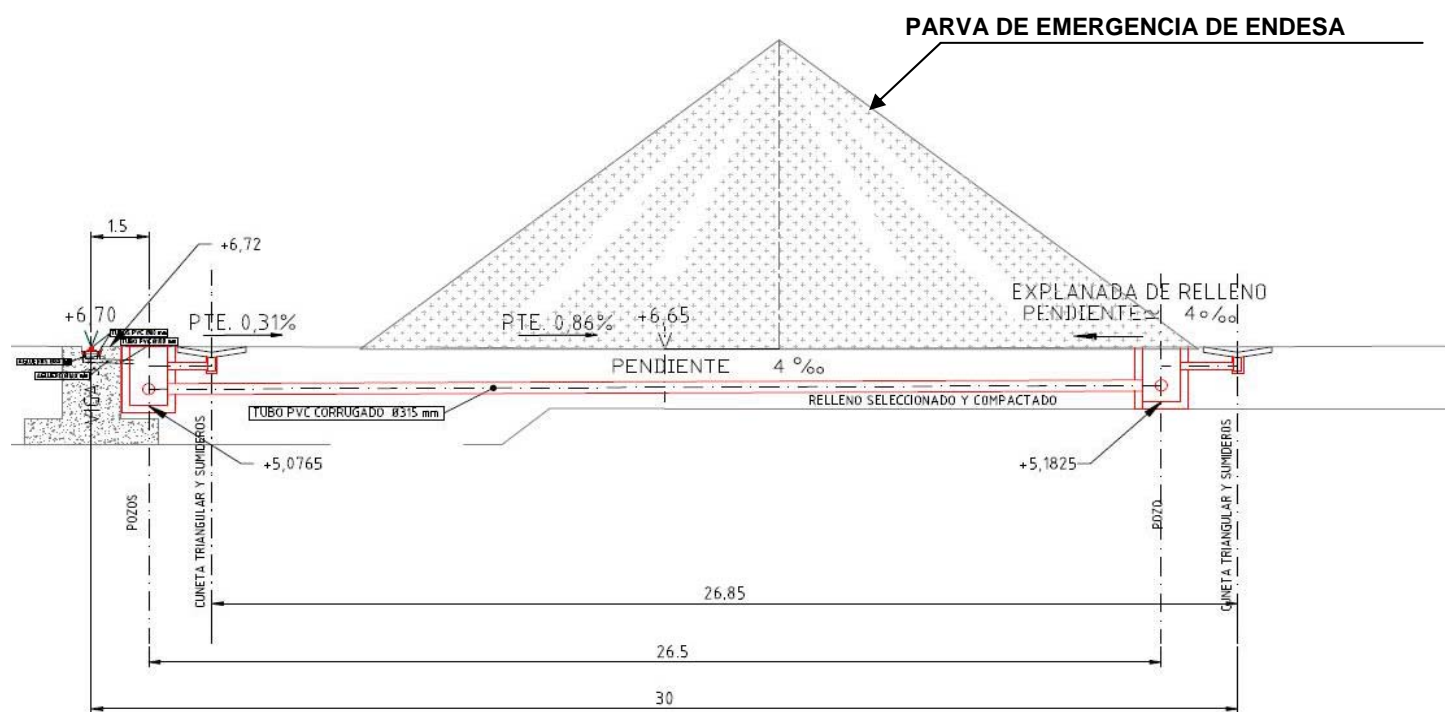 PARVA DE EMERGENCIA DE ENDESA
1.5
+6,72
+6,70
PTE. 0,31%
PTE. 0,86%
+6,65
EXPLANADA DE RELLENO
PENDIENTE 4‰
PENDIENTE 4 ‰
VIGA
TUBO PVC CORRUGADO Ø315 mm
RELLENO SELECCIONADO Y COMPACTADO
+5,0765
+5,1825
POZOS
CUNETA TRIANGULAR Y SUMIDEROS
POZO
CUNETA TRIANGULAR Y SUMIDEROS
26,85
26.5
30